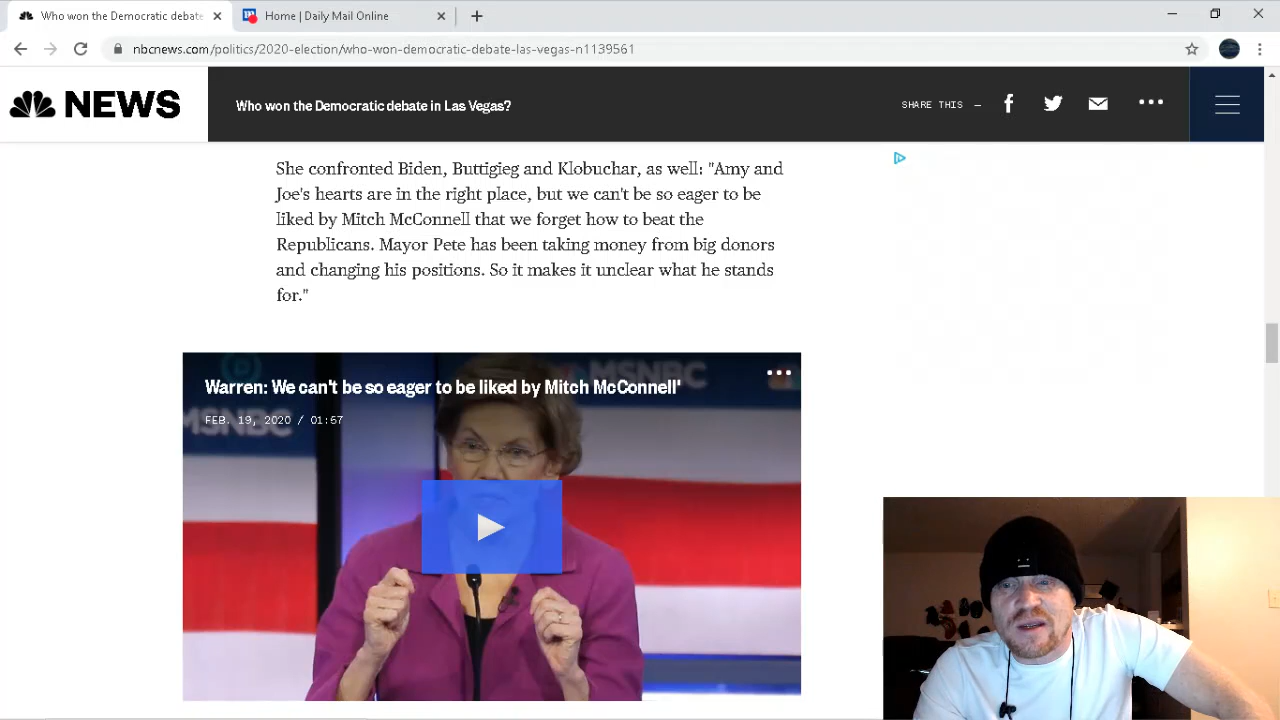 Who won the Democratic debate
Home | Daily Mail Online
nbcnews.com/politics/2020-election/who-won-democratic-debate-las-vegas-n1139561
NEWS
Who won the Democratic debate in Las Vegas?
SHARE THIS —
She confronted Biden, Buttigieg and Klobuchar, as well: "Amy and
Joe's hearts are in the right place, but we can't be so eager to be
liked by Mitch McConnell that we forget how to beat the
Republicans. Mayor Pete has been taking money from big donors
and changing his positions. So it makes it unclear what he stands
for."
MSNBC
Warren: We can't be so eager to be liked by Mitch McConnell'
FEB. 19, 2020 / 01:57
MSNBC